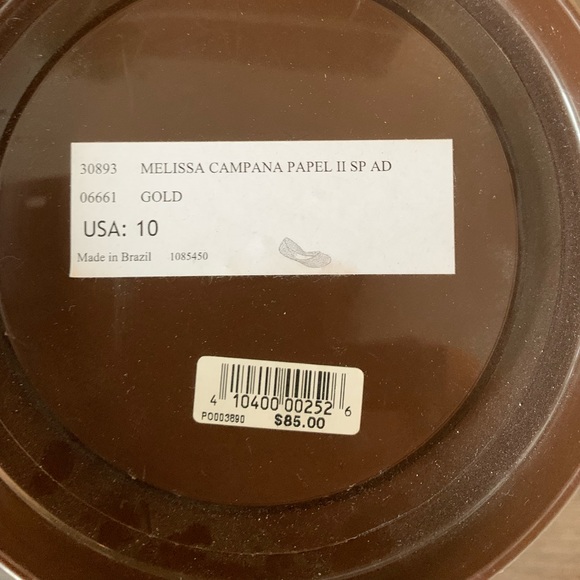 30893 MELISSA CAMPANA PAPEL II SP AD
06661 GOLD
USA: 10
Made in Brazil 1085450
4 10400 00252 6
PO003890 $85.00